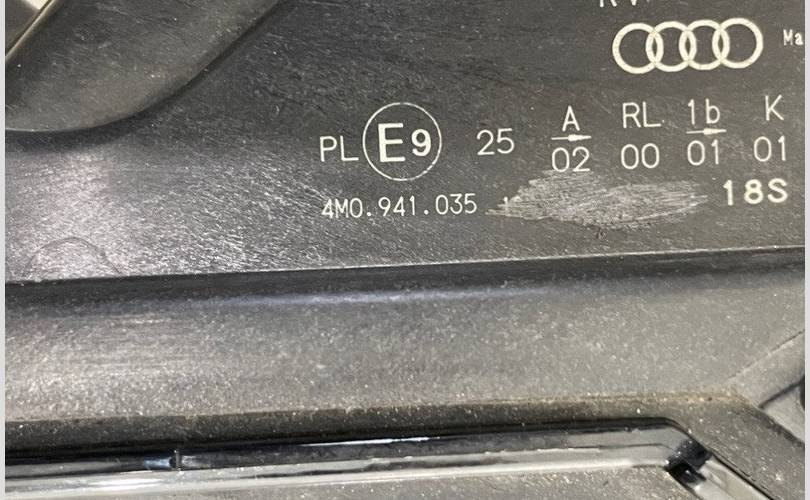 Ma
A RL 1b K
PL E9 25 02 00 01 01
4M0.941.035
18S